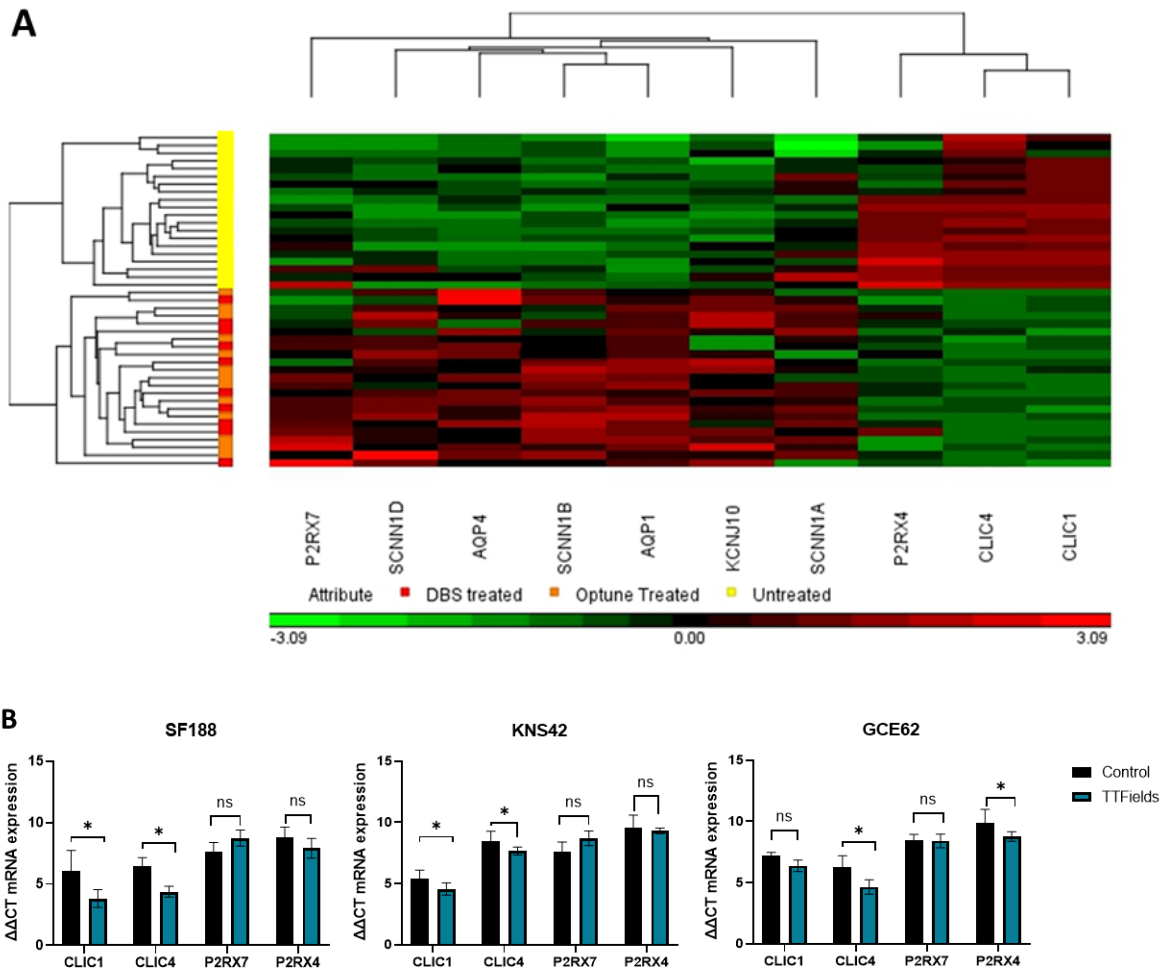 A
P2RX7 SCNN1D AQP4 SCNN1B AQP1 KCNJ10 SCNN1A P2RX4 CLIC4 CLIC1
Attribute DBS treated Optune Treated Untreated
-3.09 0.00 3.09
B
SF188
ΔΔCT mRNA expression
15
10
5
0
* * ns ns
CLIC1 CLIC4 P2RX7 P2RX4
KNS42
ΔΔCT mRNA expression
15
10
5
0
* * ns ns
CLIC1 CLIC4 P2RX7 P2RX4
GCE62
ΔΔCT mRNA expression
15
10
5
0
ns * ns *
CLIC1 CLIC4 P2RX7 P2RX4
Control
TTFields